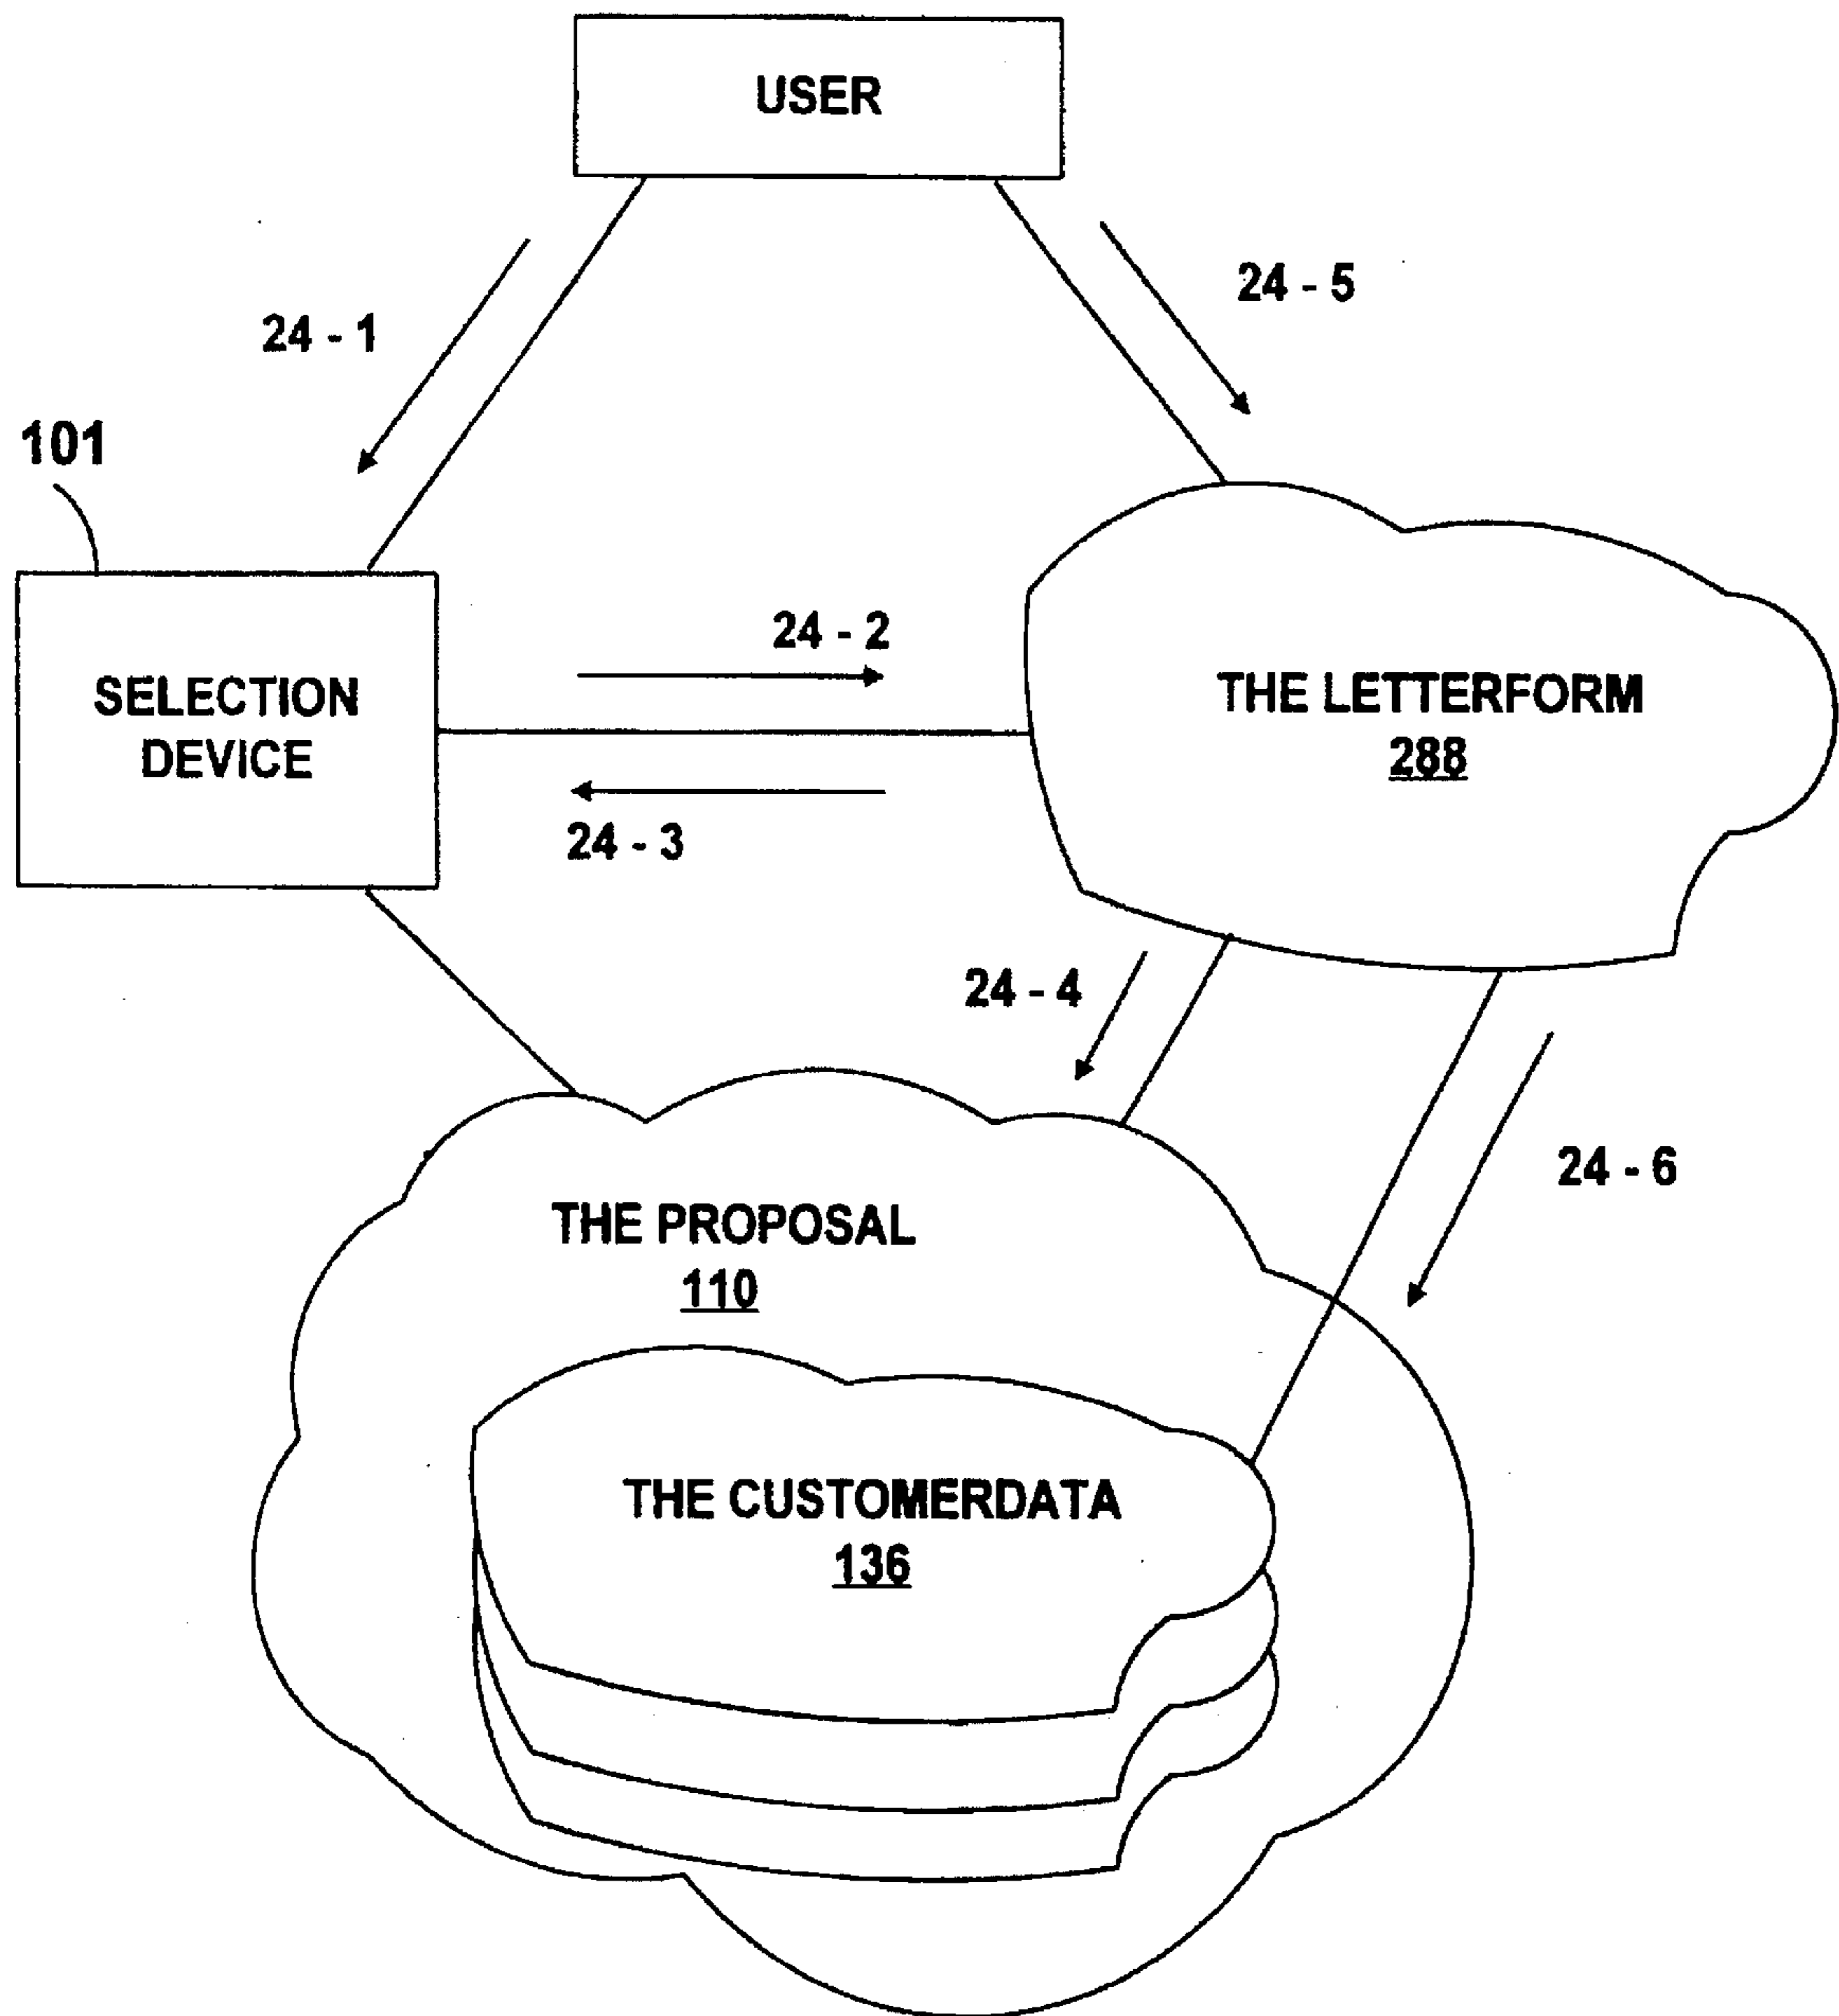 USER
24 - 1
24 - 5
101
SELECTION
DEVICE
24 - 2
24 - 3
THE LETTERFORM
288
24 - 4
24 - 6
THE PROPOSAL
110
THE CUSTOMERDATA
136